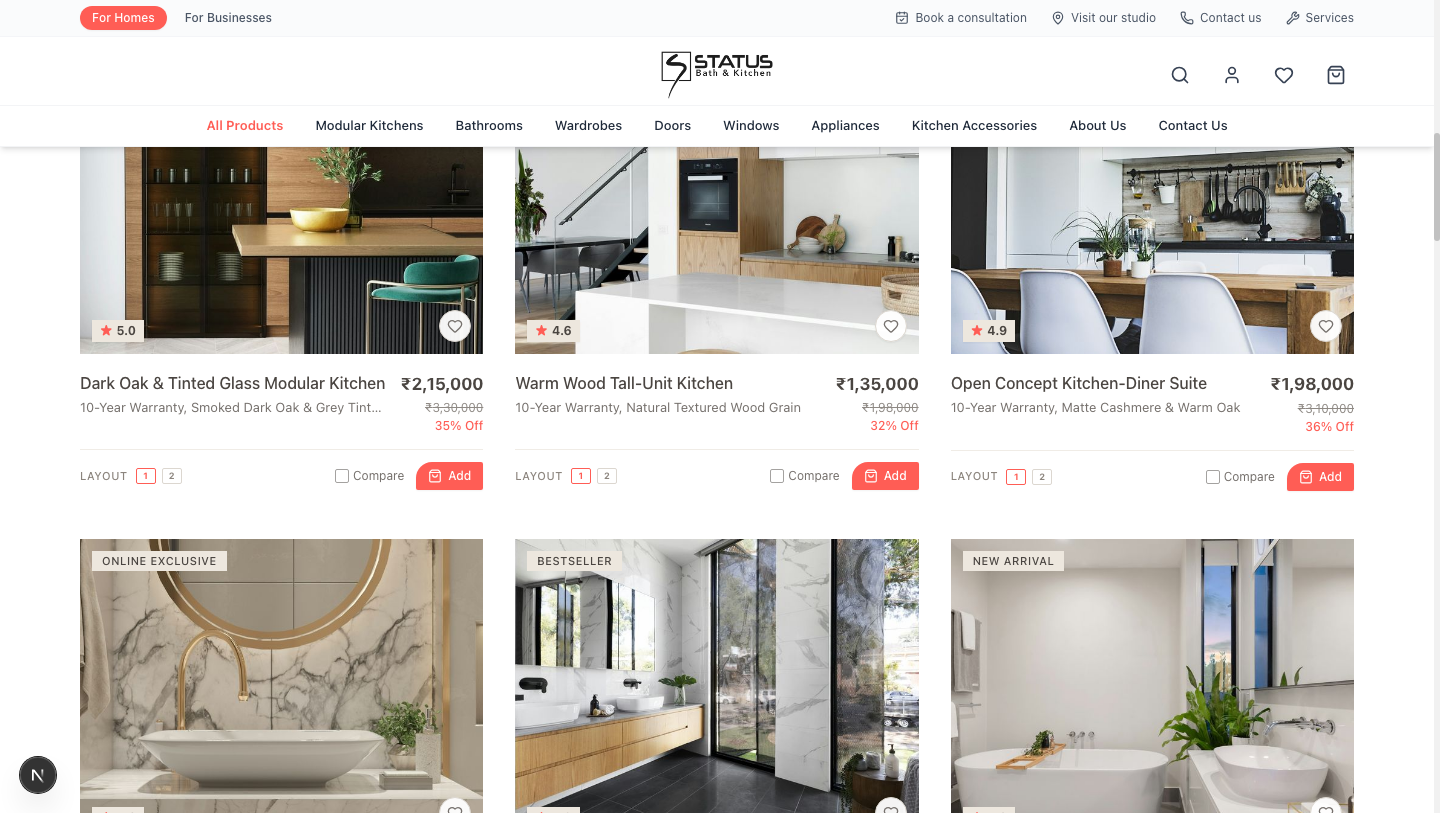 For Homes
For Businesses
Book a consultation
Visit our studio
Contact us
Services
STATUS
Bath & Kitchen
All Products
Modular Kitchens
Bathrooms
Wardrobes
Doors
Windows
Appliances
Kitchen Accessories
About Us
Contact Us
5.0
4.6
4.9
Dark Oak & Tinted Glass Modular Kitchen
₹2,15,000
10-Year Warranty, Smoked Dark Oak & Grey Tint...
₹3,30,000
35% Off
LAYOUT
1
2
Compare
Add
Warm Wood Tall-Unit Kitchen
₹1,35,000
10-Year Warranty, Natural Textured Wood Grain
₹1,98,000
32% Off
LAYOUT
1
2
Compare
Add
Open Concept Kitchen-Diner Suite
₹1,98,000
10-Year Warranty, Matte Cashmere & Warm Oak
₹3,10,000
36% Off
LAYOUT
1
2
Compare
Add
ONLINE EXCLUSIVE
BESTSELLER
NEW ARRIVAL
N